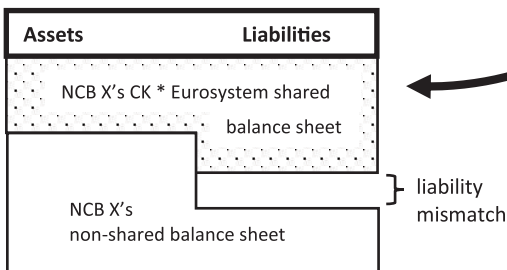 Assets Liabilities
NCB X's CK * Eurosystem shared
balance sheet
liability
mismatch
NCB X's
non-shared balance sheet